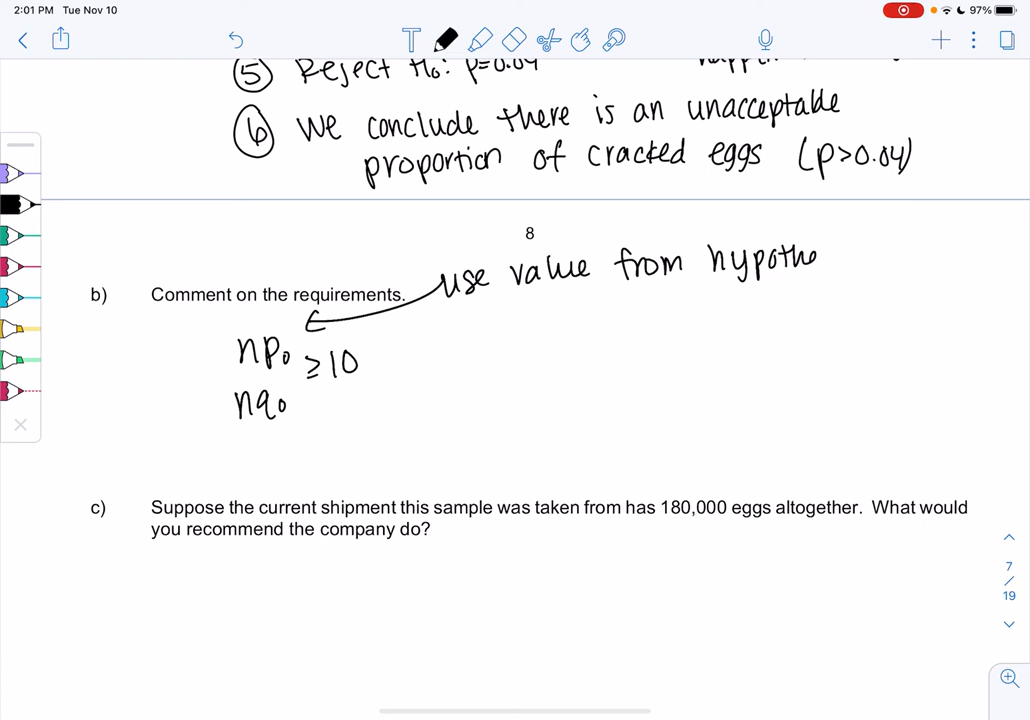 2:01 PM Tue Nov 10
97%
5 Reject H₀: p=0.04
6 We conclude there is an unacceptable
proportion of cracked eggs (p>0.04)
8
use value from hypothe
b) Comment on the requirements.
np₀ ≥10
nq₀
c) Suppose the current shipment this sample was taken from has 180,000 eggs altogether. What would
you recommend the company do?
7
/
19